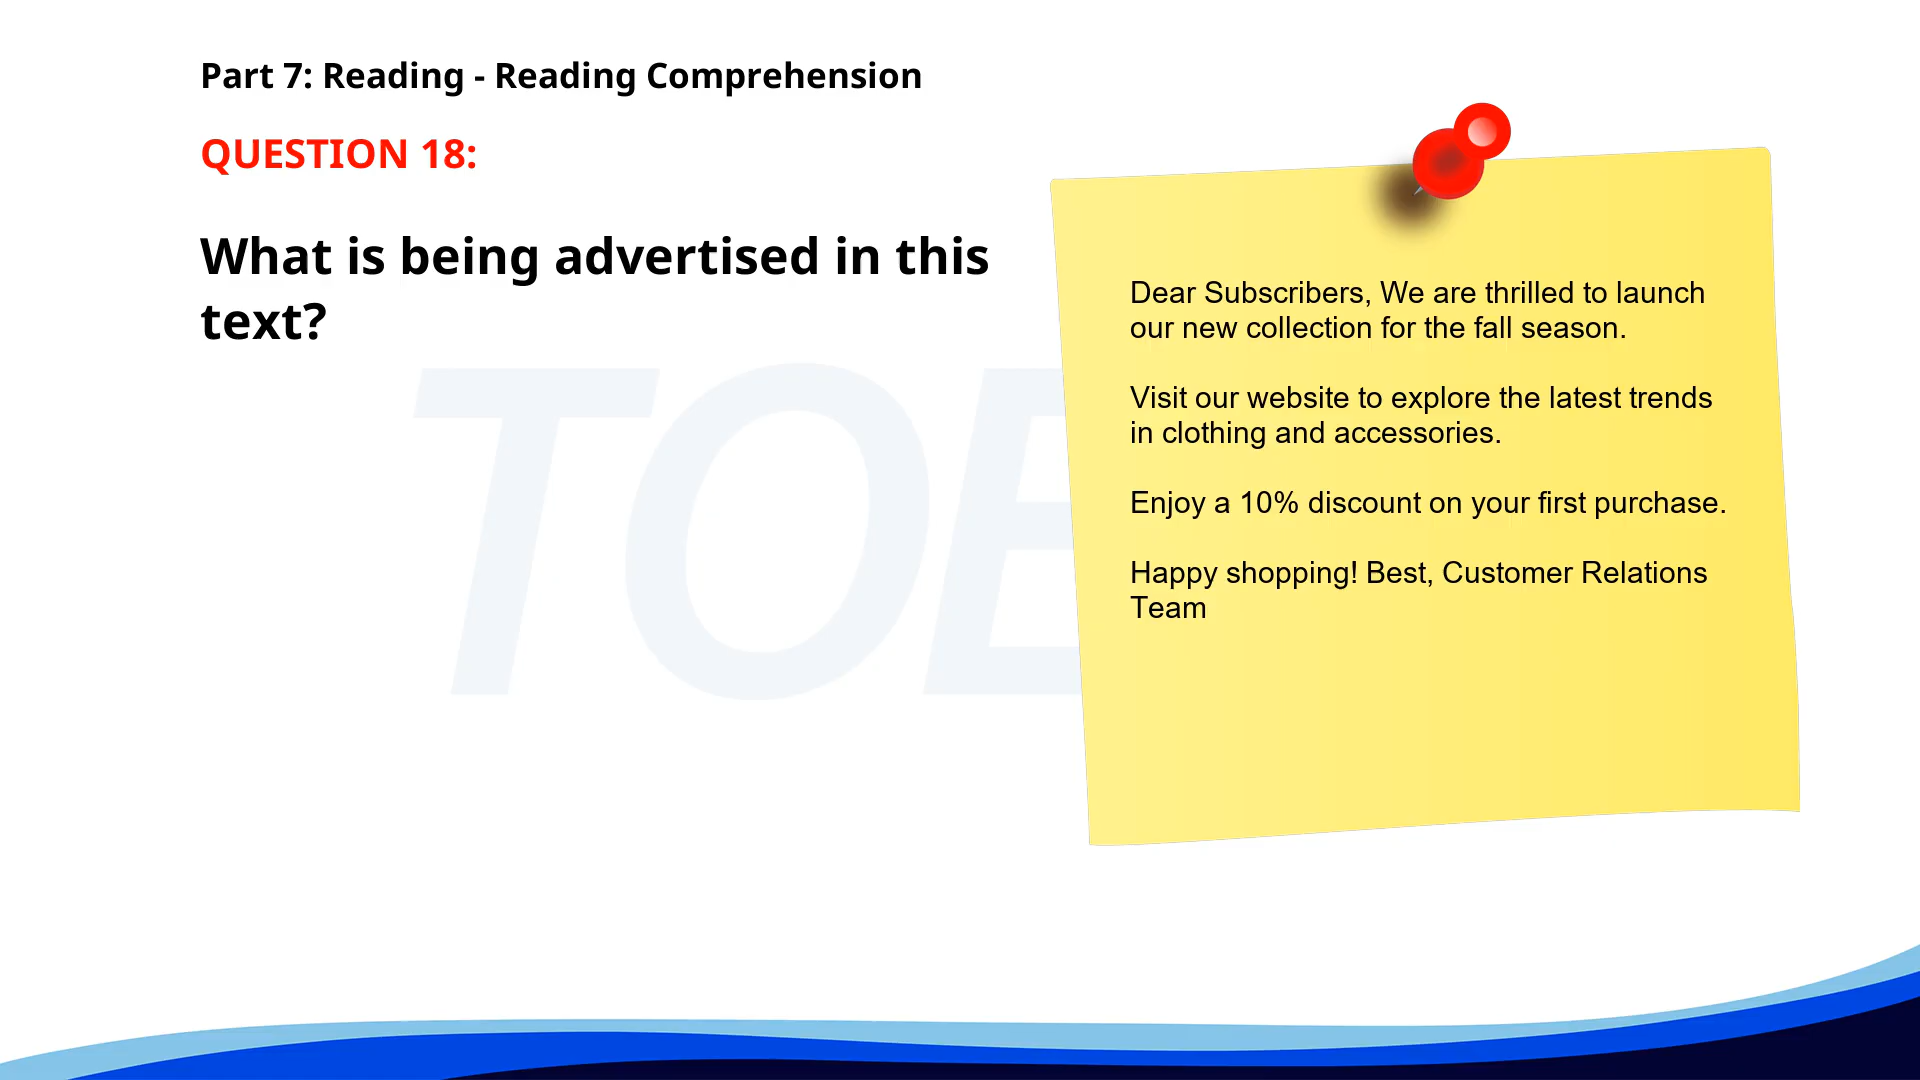 Part 7: Reading - Reading Comprehension
QUESTION 18:
What is being advertised in this
text?
TOE
Dear Subscribers, We are thrilled to launch
our new collection for the fall season.
Visit our website to explore the latest trends
in clothing and accessories.
Enjoy a 10% discount on your first purchase.
Happy shopping! Best, Customer Relations
Team